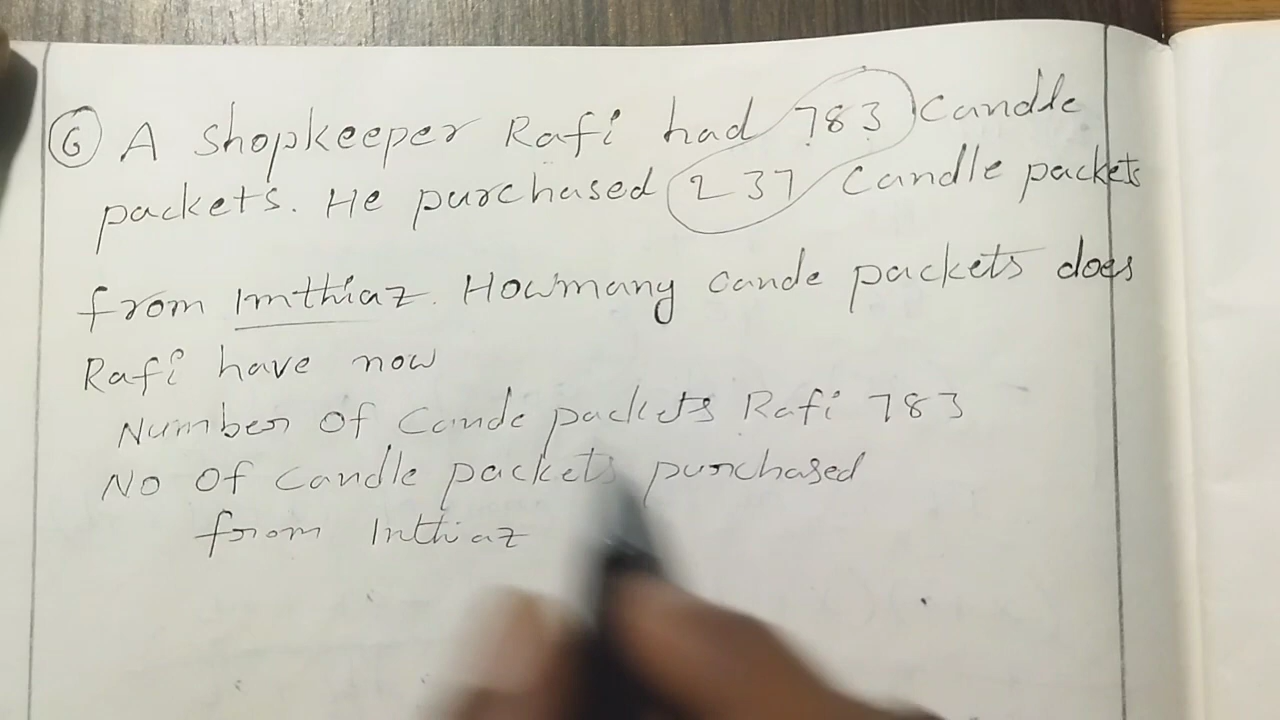 6 A Shopkeeper Rafi had 783 Candle
packets. He purchased 237 Candle packets
from Imthiaz. Howmany cande packets does
Rafi have now
Number Of Cande packets Rafi 783
No Of Candle packets purchased
from Inthiaz